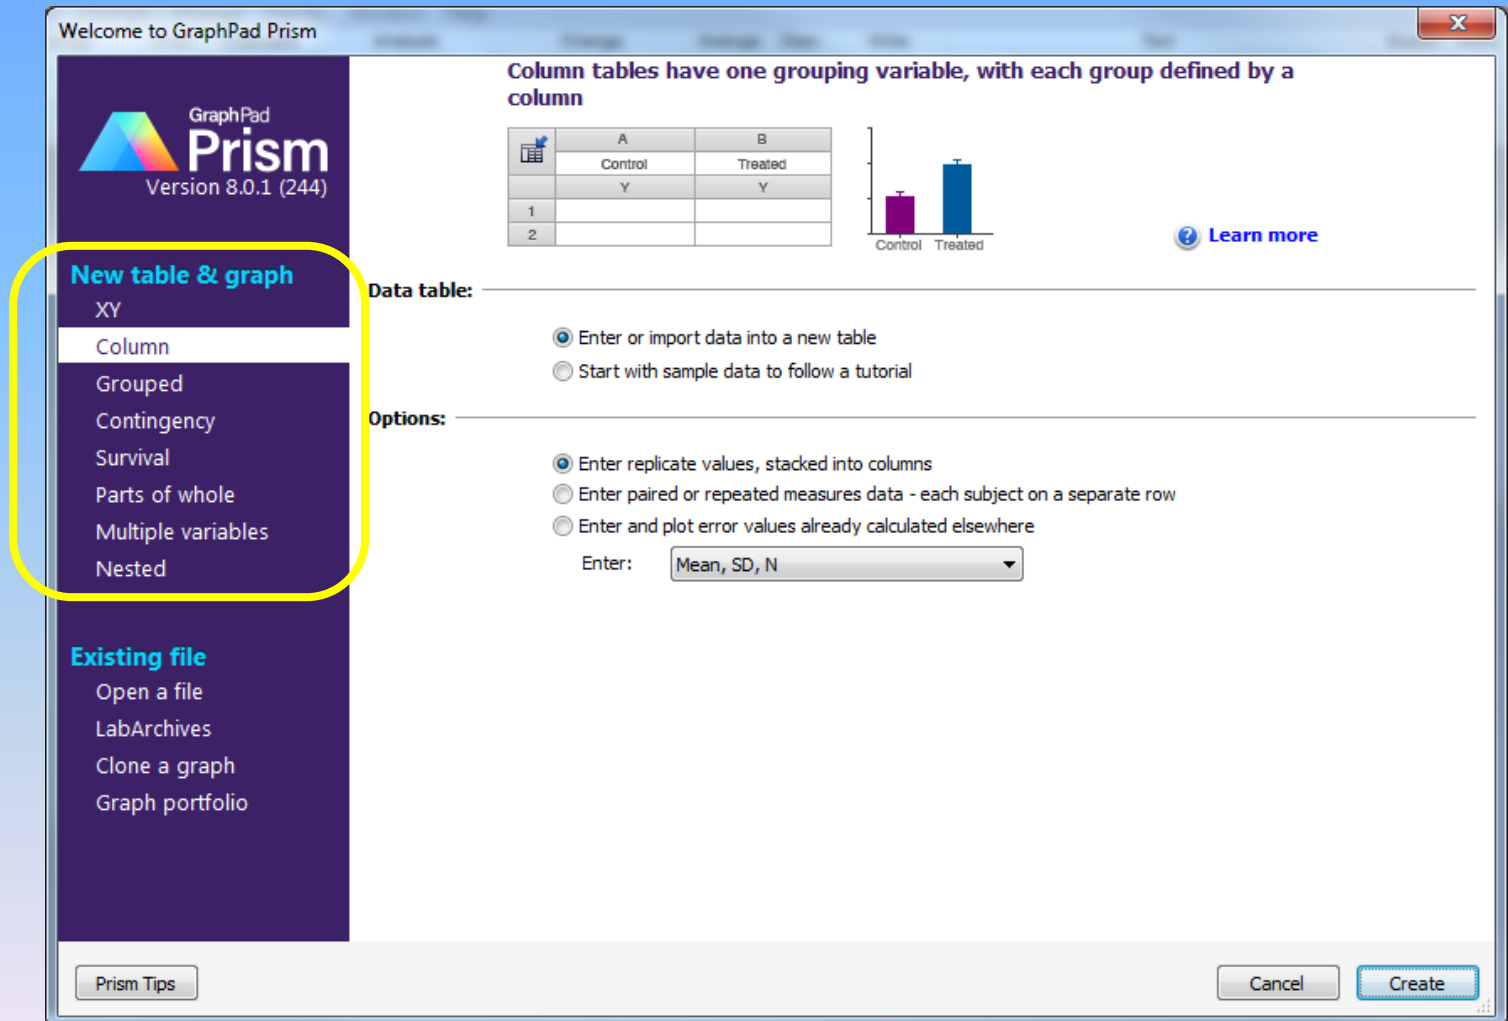 Welcome to GraphPad Prism
X
GraphPad
Prism
Version 8.0.1 (244)
New table & graph
XY
Column
Grouped
Contingency
Survival
Parts of whole
Multiple variables
Nested
Existing file
Open a file
LabArchives
Clone a graph
Graph portfolio
Column tables have one grouping variable, with each group defined by a
column
A B
Control Treated
Y Y
1
2
Control Treated
Learn more
Data table:
Enter or import data into a new table
Start with sample data to follow a tutorial
Options:
Enter replicate values, stacked into columns
Enter paired or repeated measures data - each subject on a separate row
Enter and plot error values already calculated elsewhere
Enter: Mean, SD, N
Prism Tips
Cancel
Create